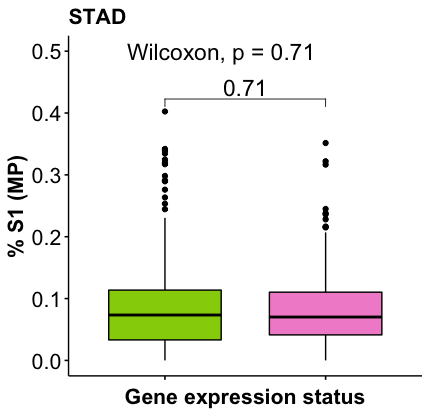 STAD
Wilcoxon, p = 0.71
0.71
0.5
0.4
0.3
0.2
0.1
0.0
% S1 (MP)
Gene expression status